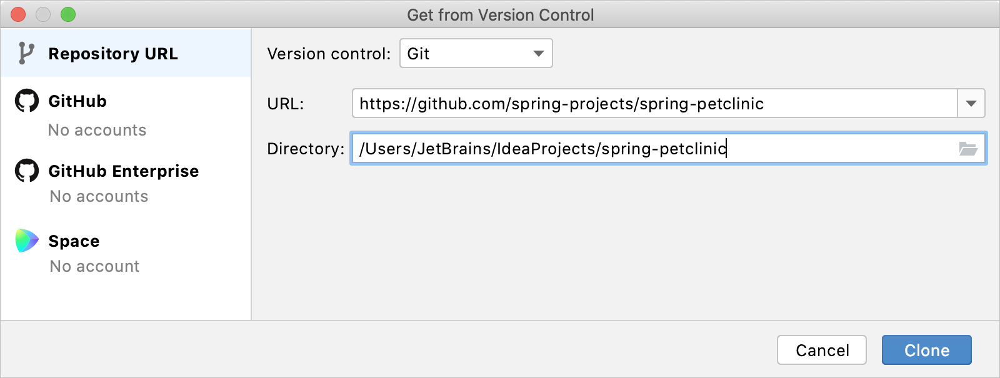 Get from Version Control
Repository URL
GitHub
No accounts
GitHub Enterprise
No accounts
Space
No account
Version control: Git
URL: https://github.com/spring-projects/spring-petclinic
Directory: /Users/JetBrains/IdeaProjects/spring-petclinic
Cancel Clone